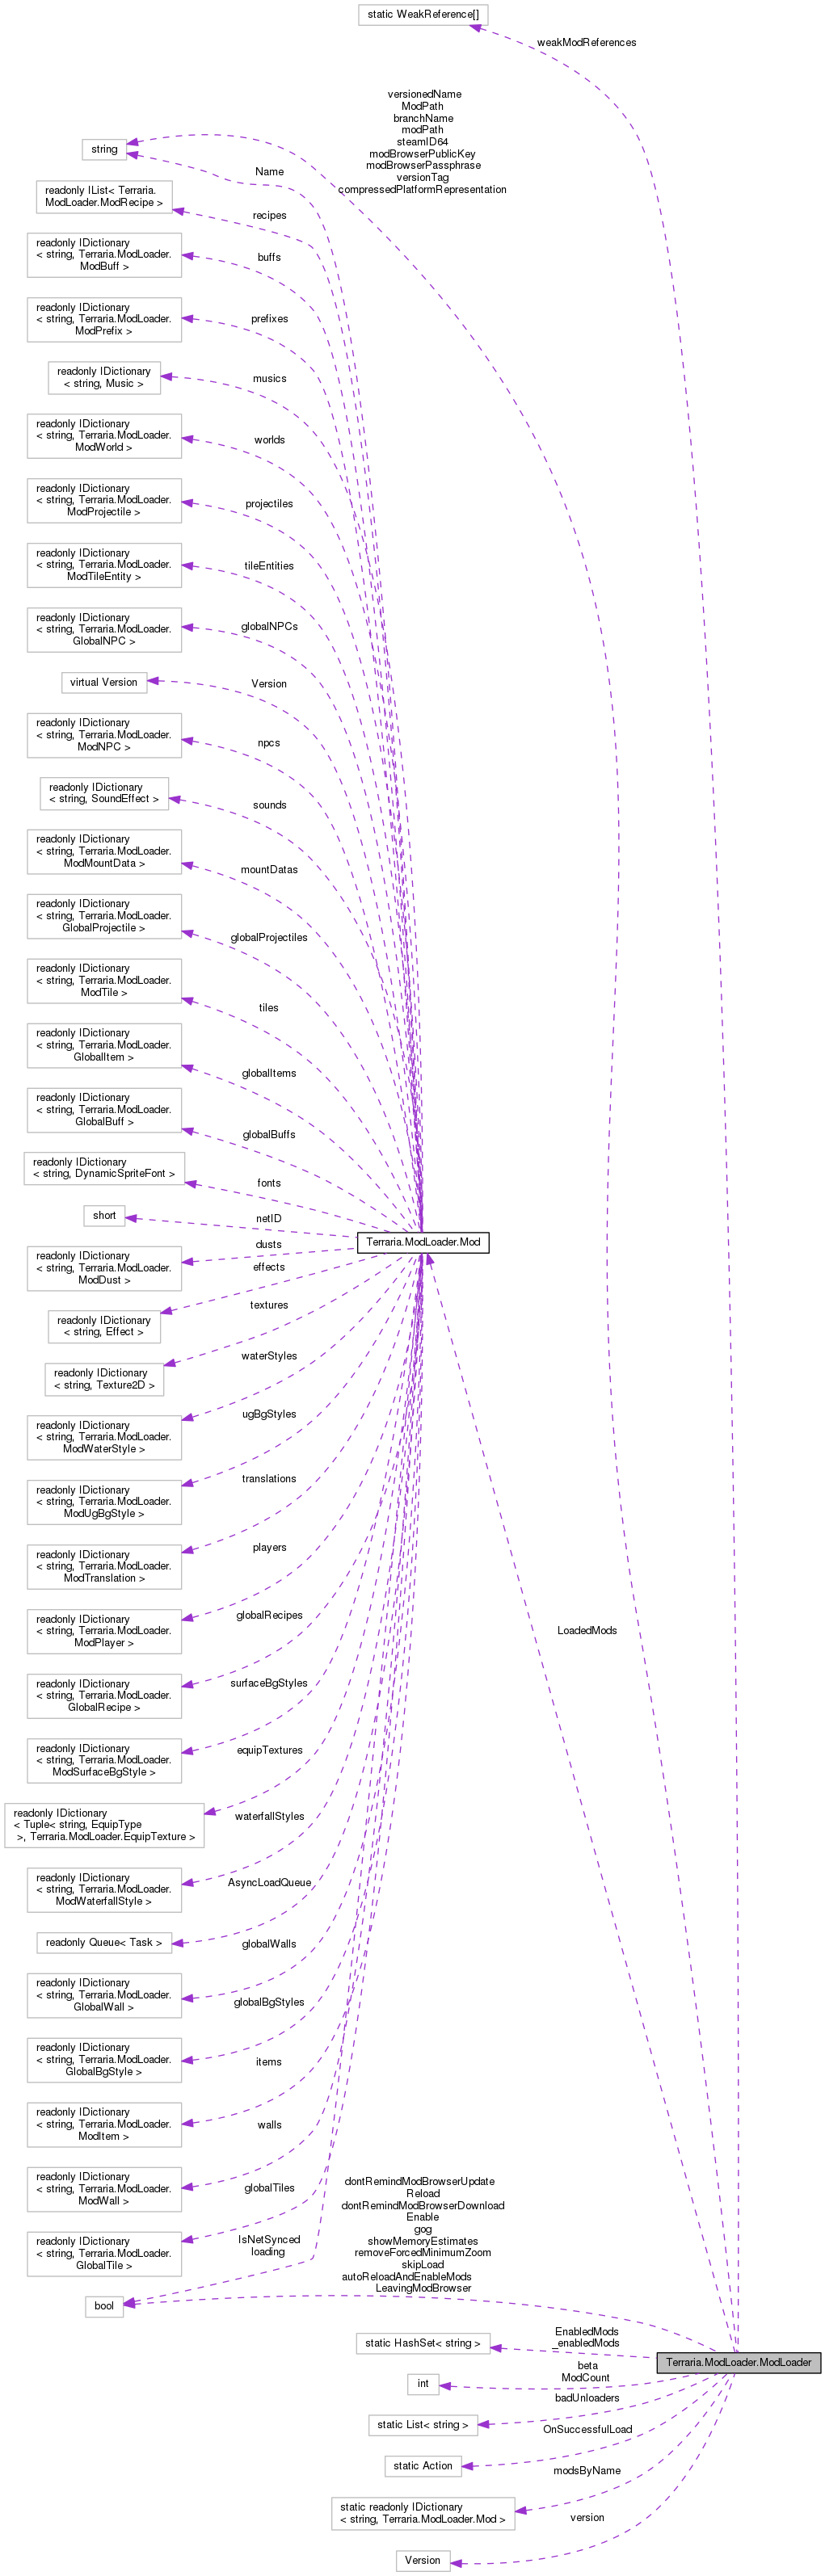 static WeakReference[]
weakModReferences
versionedName
ModPath
branchName
modPath
steamID64
modBrowserPublicKey
modBrowserPassphrase
versionTag
compressedPlatformRepresentation
string
Name
readonly IList< Terraria.
ModLoader.ModRecipe >
recipes
readonly IDictionary
< string, Terraria.ModLoader.
ModBuff >
buffs
readonly IDictionary
< string, Terraria.ModLoader.
ModPrefix >
prefixes
readonly IDictionary
< string, Music >
musics
readonly IDictionary
< string, Terraria.ModLoader.
ModWorld >
worlds
readonly IDictionary
< string, Terraria.ModLoader.
ModProjectile >
projectiles
readonly IDictionary
< string, Terraria.ModLoader.
ModTileEntity >
tileEntities
readonly IDictionary
< string, Terraria.ModLoader.
GlobalNPC >
globalNPCs
virtual Version
Version
readonly IDictionary
< string, Terraria.ModLoader.
ModNPC >
npcs
readonly IDictionary
< string, SoundEffect >
sounds
readonly IDictionary
< string, Terraria.ModLoader.
ModMountData >
mountDatas
readonly IDictionary
< string, Terraria.ModLoader.
GlobalProjectile >
globalProjectiles
readonly IDictionary
< string, Terraria.ModLoader.
ModTile >
tiles
readonly IDictionary
< string, Terraria.ModLoader.
GlobalItem >
globalItems
readonly IDictionary
< string, Terraria.ModLoader.
GlobalBuff >
globalBuffs
readonly IDictionary
< string, DynamicSpriteFont >
fonts
short
netID
Terraria.ModLoader.Mod
readonly IDictionary
< string, Terraria.ModLoader.
ModDust >
dusts
effects
readonly IDictionary
< string, Effect >
textures
readonly IDictionary
< string, Texture2D >
waterStyles
readonly IDictionary
< string, Terraria.ModLoader.
ModWaterStyle >
ugBgStyles
readonly IDictionary
< string, Terraria.ModLoader.
ModUgBgStyle >
translations
readonly IDictionary
< string, Terraria.ModLoader.
ModTranslation >
players
readonly IDictionary
< string, Terraria.ModLoader.
ModPlayer >
globalRecipes
LoadedMods
readonly IDictionary
< string, Terraria.ModLoader.
GlobalRecipe >
surfaceBgStyles
readonly IDictionary
< string, Terraria.ModLoader.
ModSurfaceBgStyle >
equipTextures
readonly IDictionary
< Tuple< string, EquipType
>, Terraria.ModLoader.EquipTexture >
waterfallStyles
readonly IDictionary
< string, Terraria.ModLoader.
ModWaterfallStyle >
AsyncLoadQueue
readonly Queue< Task >
globalWalls
readonly IDictionary
< string, Terraria.ModLoader.
GlobalWall >
globalBgStyles
readonly IDictionary
< string, Terraria.ModLoader.
GlobalBgStyle >
items
readonly IDictionary
< string, Terraria.ModLoader.
ModItem >
walls
readonly IDictionary
< string, Terraria.ModLoader.
ModWall >
globalTiles
readonly IDictionary
< string, Terraria.ModLoader.
GlobalTile >
IsNetSynced
loading
dontRemindModBrowserUpdate
Reload
dontRemindModBrowserDownload
Enable
gog
showMemoryEstimates
removeForcedMinimumZoom
skipLoad
autoReloadAndEnableMods
LeavingModBrowser
bool
static HashSet< string >
EnabledMods
_enabledMods
Terraria.ModLoader.ModLoader
int
beta
ModCount
static List< string >
badUnloaders
static Action
OnSuccessfulLoad
static readonly IDictionary
< string, Terraria.ModLoader.Mod >
modsByName
Version
version